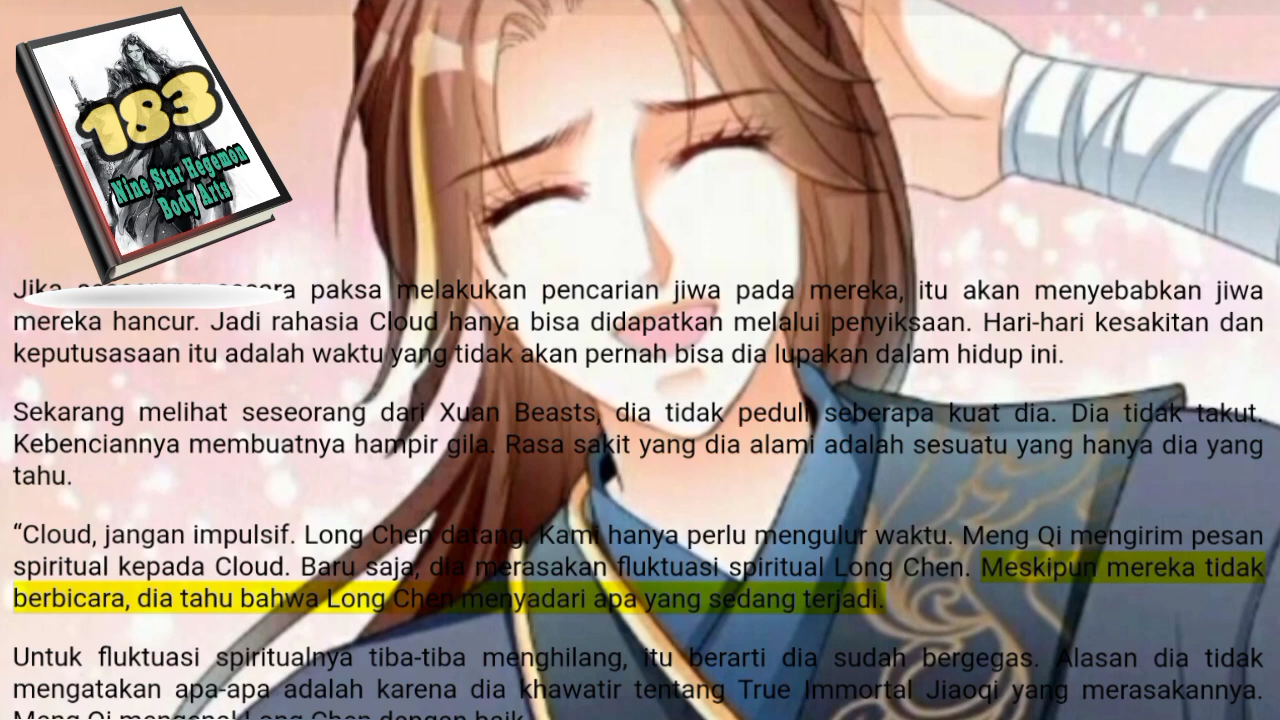 183
Nine Star Hegemon
Body Arts
Jika secara paksa melakukan pencarian jiwa pada mereka, itu akan menyebabkan jiwa
mereka hancur. Jadi rahasia Cloud hanya bisa didapatkan melalui penyiksaan. Hari-hari kesakitan dan
keputusasaan itu adalah waktu yang tidak akan pernah bisa dia lupakan dalam hidup ini.
Sekarang melihat seseorang dari Xuan Beasts, dia tidak peduli seberapa kuat dia. Dia tidak takut.
Kebenciannya membuatnya hampir gila. Rasa sakit yang dia alami adalah sesuatu yang hanya dia yang
tahu.
“Cloud, jangan impulsif. Long Chen datang. Kami hanya perlu mengulur waktu. Meng Qi mengirim pesan
spiritual kepada Cloud. Baru saja, dia merasakan fluktuasi spiritual Long Chen. Meskipun mereka tidak
berbicara, dia tahu bahwa Long Chen menyadari apa yang sedang terjadi.
Untuk fluktuasi spiritualnya tiba-tiba menghilang, itu berarti dia sudah bergegas. Alasan dia tidak
mengatakan apa-apa adalah karena dia khawatir tentang True Immortal Jiaoqi yang merasakannya.
Meng Qi mengenal Long Chen dengan baik